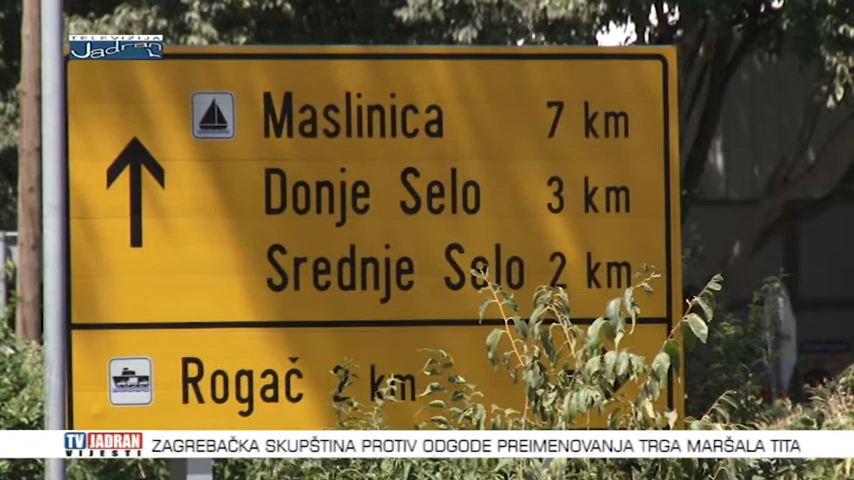 TELEVIZIJA
Jadran
Maslinica 7 km
Donje Selo 3 km
Srednje Selo 2 km
Rogač 2 km
TV JADRAN VIJESTI
ZAGREBAČKA SKUPŠTINA PROTIV ODGODE PREIMENOVANJA TRGA MARŠALA TITA